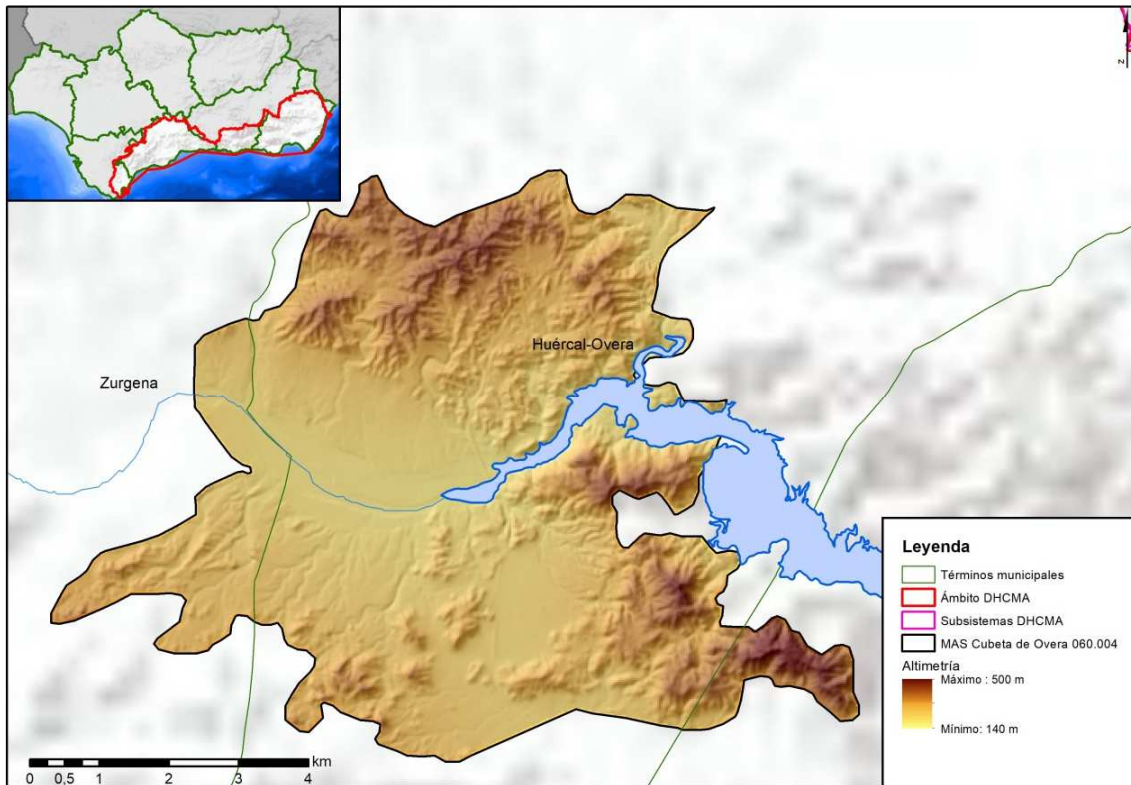 z
Huércal-Overa
Zurgena
Leyenda
Términos municipales
Ámbito DHCMA
Subsistemas DHCMA
MAS Cubeta de Overa 060.004
Altimetría
Máximo : 500 m
Mínimo: 140 m
km
0 0,5 1 2 3 4